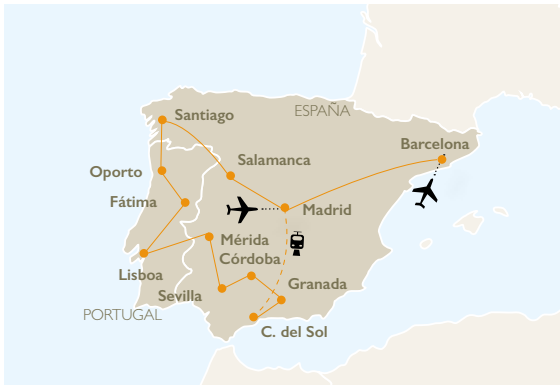 ESPAÑA
Santiago
Barcelona
Salamanca
Oporto
Fátima
Madrid
Mérida
Córdoba
Lisboa
Granada
Sevilla
PORTUGAL
C. del Sol